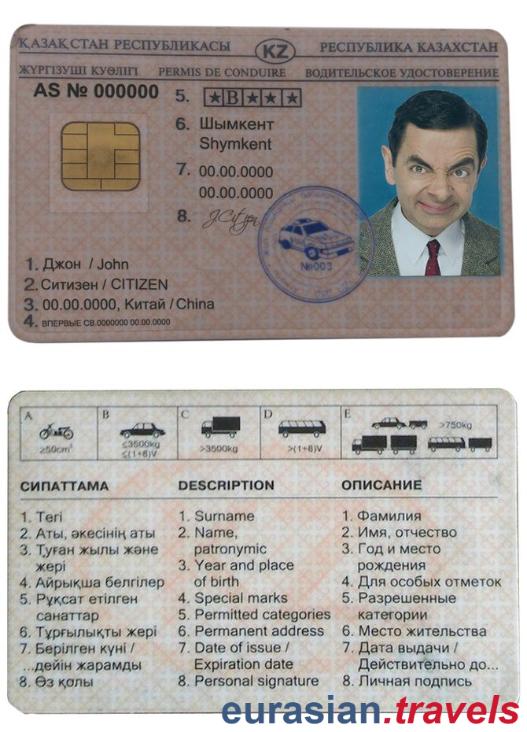 ҚАЗАҚСТАН РЕСПУБЛИКАСЫ KZ РЕСПУБЛИКА КАЗАХСТАН
ЖҮРГІЗУШІ КУӘЛІГІ PERMIS DE CONDUIRE ВОДИТЕЛЬСКОЕ УДОСТОВЕРЕНИЕ
AS № 000000
5. ★B★★★
6. Шымкент
Shymkent
7. 00.00.0000
00.00.0000
8. J.Citizen
№003
1. Джон / John
2. Ситизен / CITIZEN
3. 00.00.0000, Китай / China
4. ВПЕРВЫЕ СВ.0000000 00.00.0000
A B C D E
≥50cm³
≤3500kg
≤(1+8)V
>3500kg
>(1+8)V
>750kg
СИПАТТАМА
1. Тегі
2. Аты, әкесінің аты
3. Туған жылы және
жері
4. Айрықша белгілер
5. Рұқсат етілген
санаттар
6. Тұрғылықты жері
7. Берілген күні /
...дейін жарамды
8. Өз қолы
DESCRIPTION
1. Surname
2. Name,
patronymic
3. Year and place
of birth
4. Special marks
5. Permitted categories
6. Permanent address
7. Date of issue /
Expiration date
8. Personal signature
ОПИСАНИЕ
1. Фамилия
2. Имя, отчество
3. Год и место
рождения
4. Для особых отметок
5. Разрешенные
категории
6. Место жительства
7. Дата выдачи /
Действительно до...
8. Личная подпись
eurasian.travels